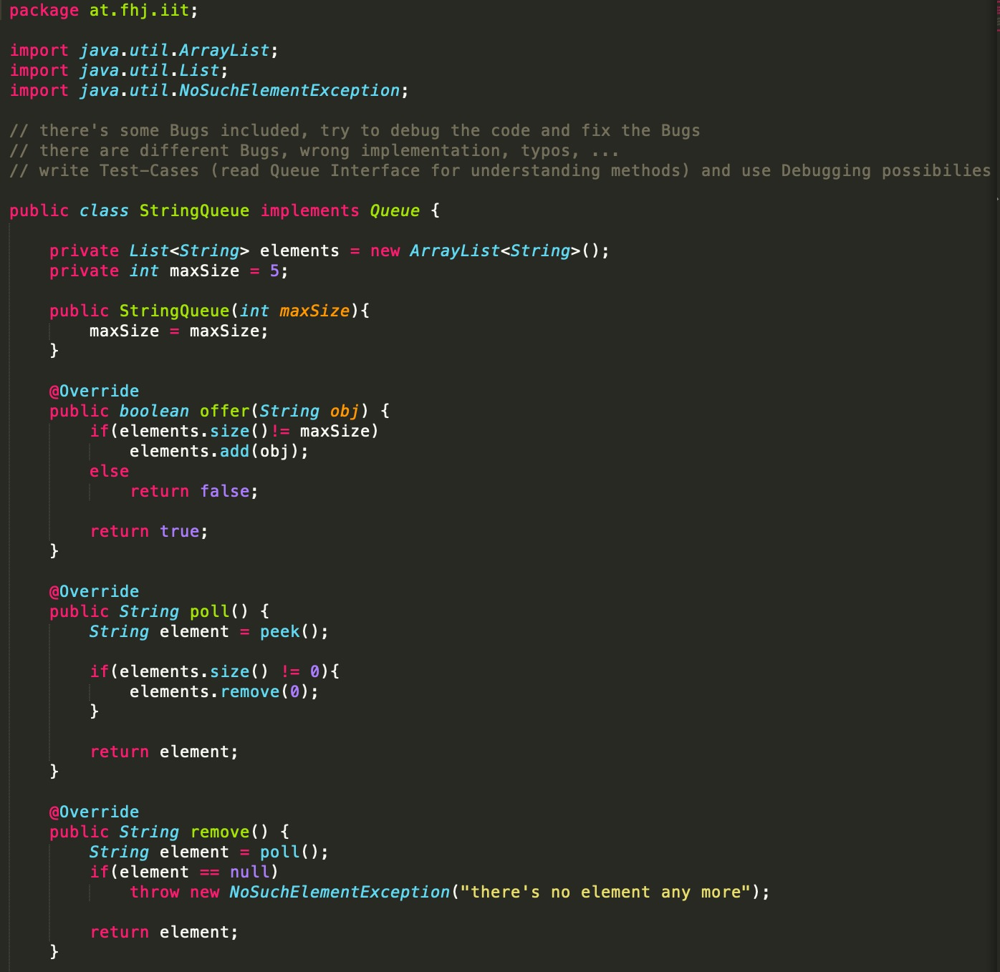 package at.fhj.iit;
import java.util.ArrayList;
import java.util.List;
import java.util.NoSuchElementException;
// there's some Bugs included, try to debug the code and fix the Bugs
// there are different Bugs, wrong implementation, typos, ...
// write Test-Cases (read Queue Interface for understanding methods) and use Debugging possibilies
public class StringQueue implements Queue {
private List<String> elements = new ArrayList<String>();
private int maxSize = 5;
public StringQueue(int maxSize){
maxSize = maxSize;
}
@Override
public boolean offer(String obj) {
if(elements.size()!= maxSize)
elements.add(obj);
else
return false;
return true;
}
@Override
public String poll() {
String element = peek();
if(elements.size() != 0){
elements.remove(0);
}
return element;
}
@Override
public String remove() {
String element = poll();
if(element == null)
throw new NoSuchElementException("there's no element any more");
return element;
}